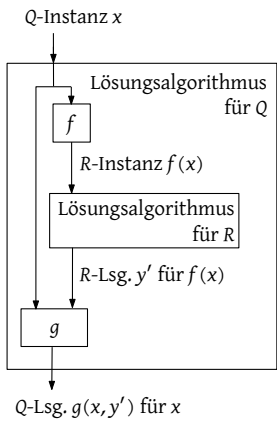 Q-Instanz x
Lösungsalgorithmus
für Q
f
R-Instanz f(x)
Lösungsalgorithmus
für R
R-Lsg. y′ für f(x)
g
Q-Lsg. g(x, y′) für x